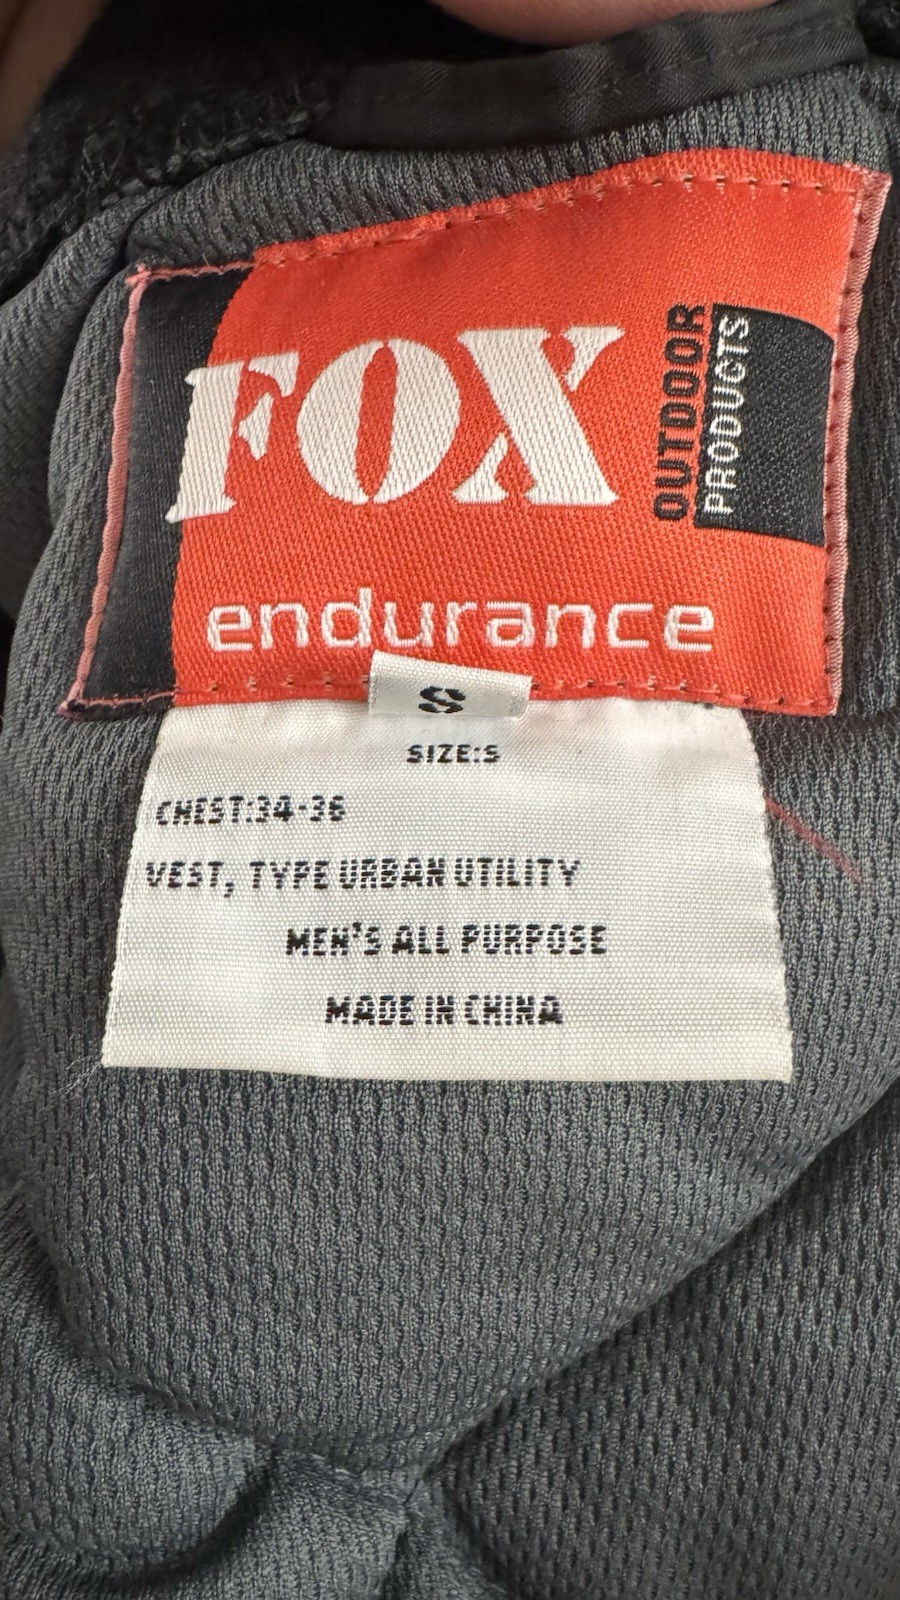 FOX
OUTDOOR
PRODUCTS
endurance
S
SIZE:S
CHEST:34-36
VEST, TYPE URBAN UTILITY
MEN'S ALL PURPOSE
MADE IN CHINA